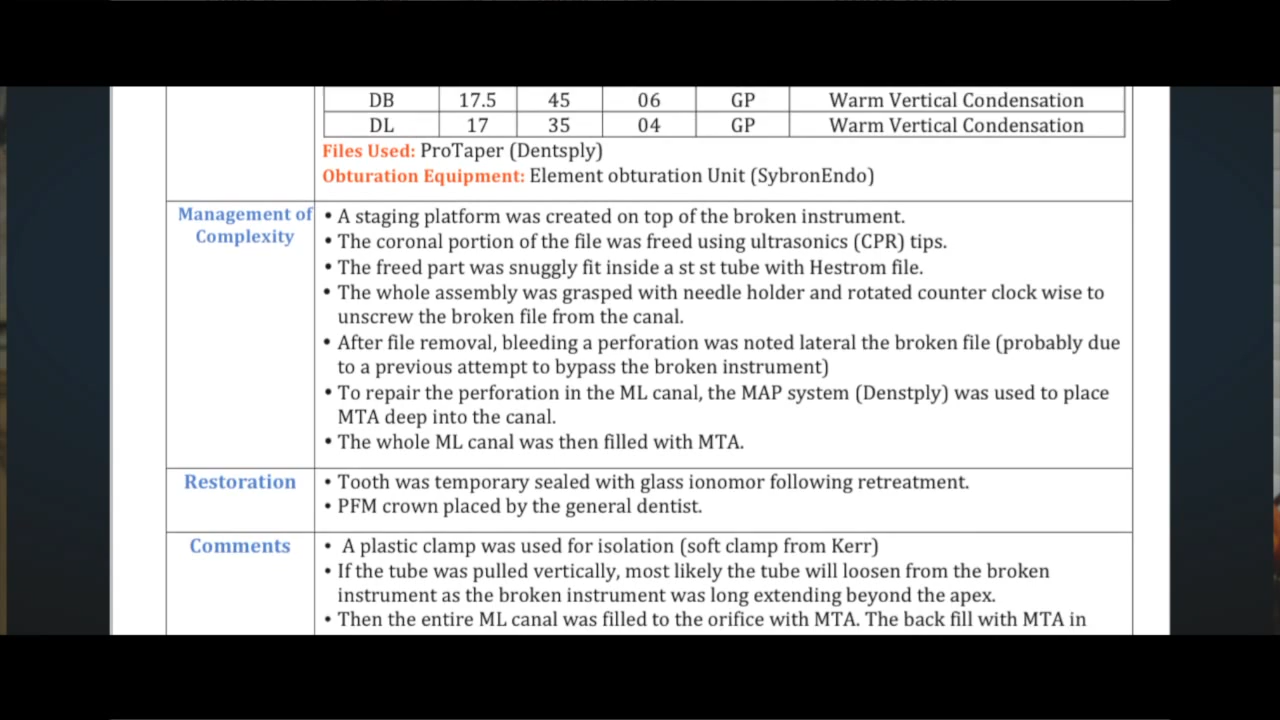 DB 17.5 45 06 GP Warm Vertical Condensation
DL 17 35 04 GP Warm Vertical Condensation
Files Used: ProTaper (Dentsply)
Obturation Equipment: Element obturation Unit (SybronEndo)
Management of Complexity
• A staging platform was created on top of the broken instrument.
• The coronal portion of the file was freed using ultrasonics (CPR) tips.
• The freed part was snuggly fit inside a st st tube with Hestrom file.
• The whole assembly was grasped with needle holder and rotated counter clock wise to
unscrew the broken file from the canal.
• After file removal, bleeding a perforation was noted lateral the broken file (probably due
to a previous attempt to bypass the broken instrument)
• To repair the perforation in the ML canal, the MAP system (Denstply) was used to place
MTA deep into the canal.
• The whole ML canal was then filled with MTA.
Restoration
• Tooth was temporary sealed with glass ionomor following retreatment.
• PFM crown placed by the general dentist.
Comments
• A plastic clamp was used for isolation (soft clamp from Kerr)
• If the tube was pulled vertically, most likely the tube will loosen from the broken
instrument as the broken instrument was long extending beyond the apex.
• Then the entire ML canal was filled to the orifice with MTA. The back fill with MTA in